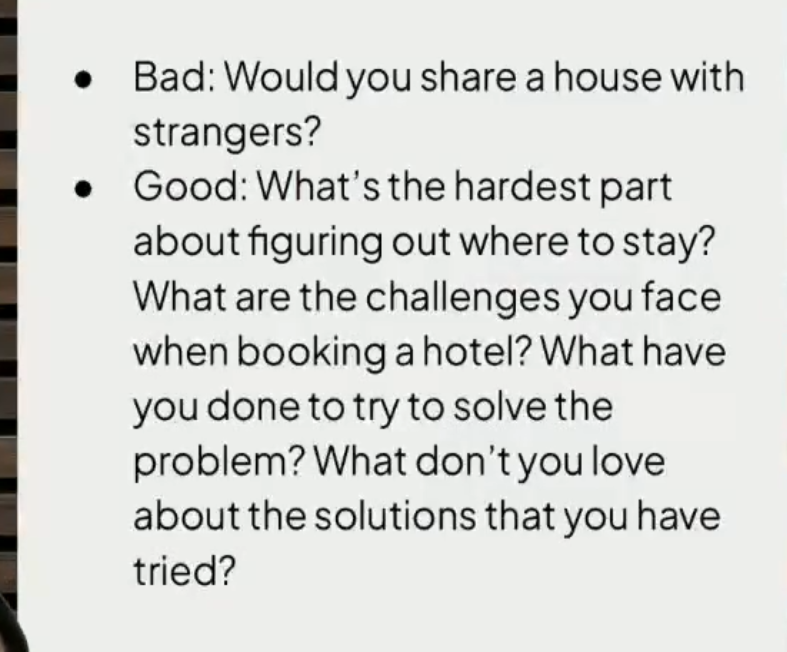 • Bad: Would you share a house with
strangers?
• Good: What's the hardest part
about figuring out where to stay?
What are the challenges you face
when booking a hotel? What have
you done to try to solve the
problem? What don't you love
about the solutions that you have
tried?